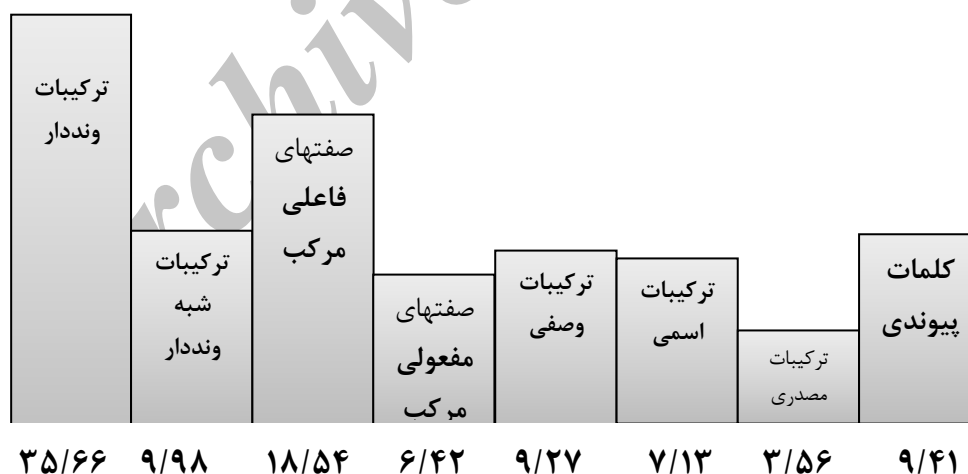 ترکیبات
ونددار
ترکیبات
شبه
ونددار
صفتهای
فاعلی
مرکب
صفتهای
مفعولی
مرکب
ترکیبات
وصفی
ترکیبات
اسمی
ترکیبات
مصدری
کلمات
پیوندی
۳۵/۶۶ ۹/۹۸ ۱۸/۵۴ ۶/۴۲ ۹/۲۷ ۷/۱۳ ۳/۵۶ ۹/۴۱